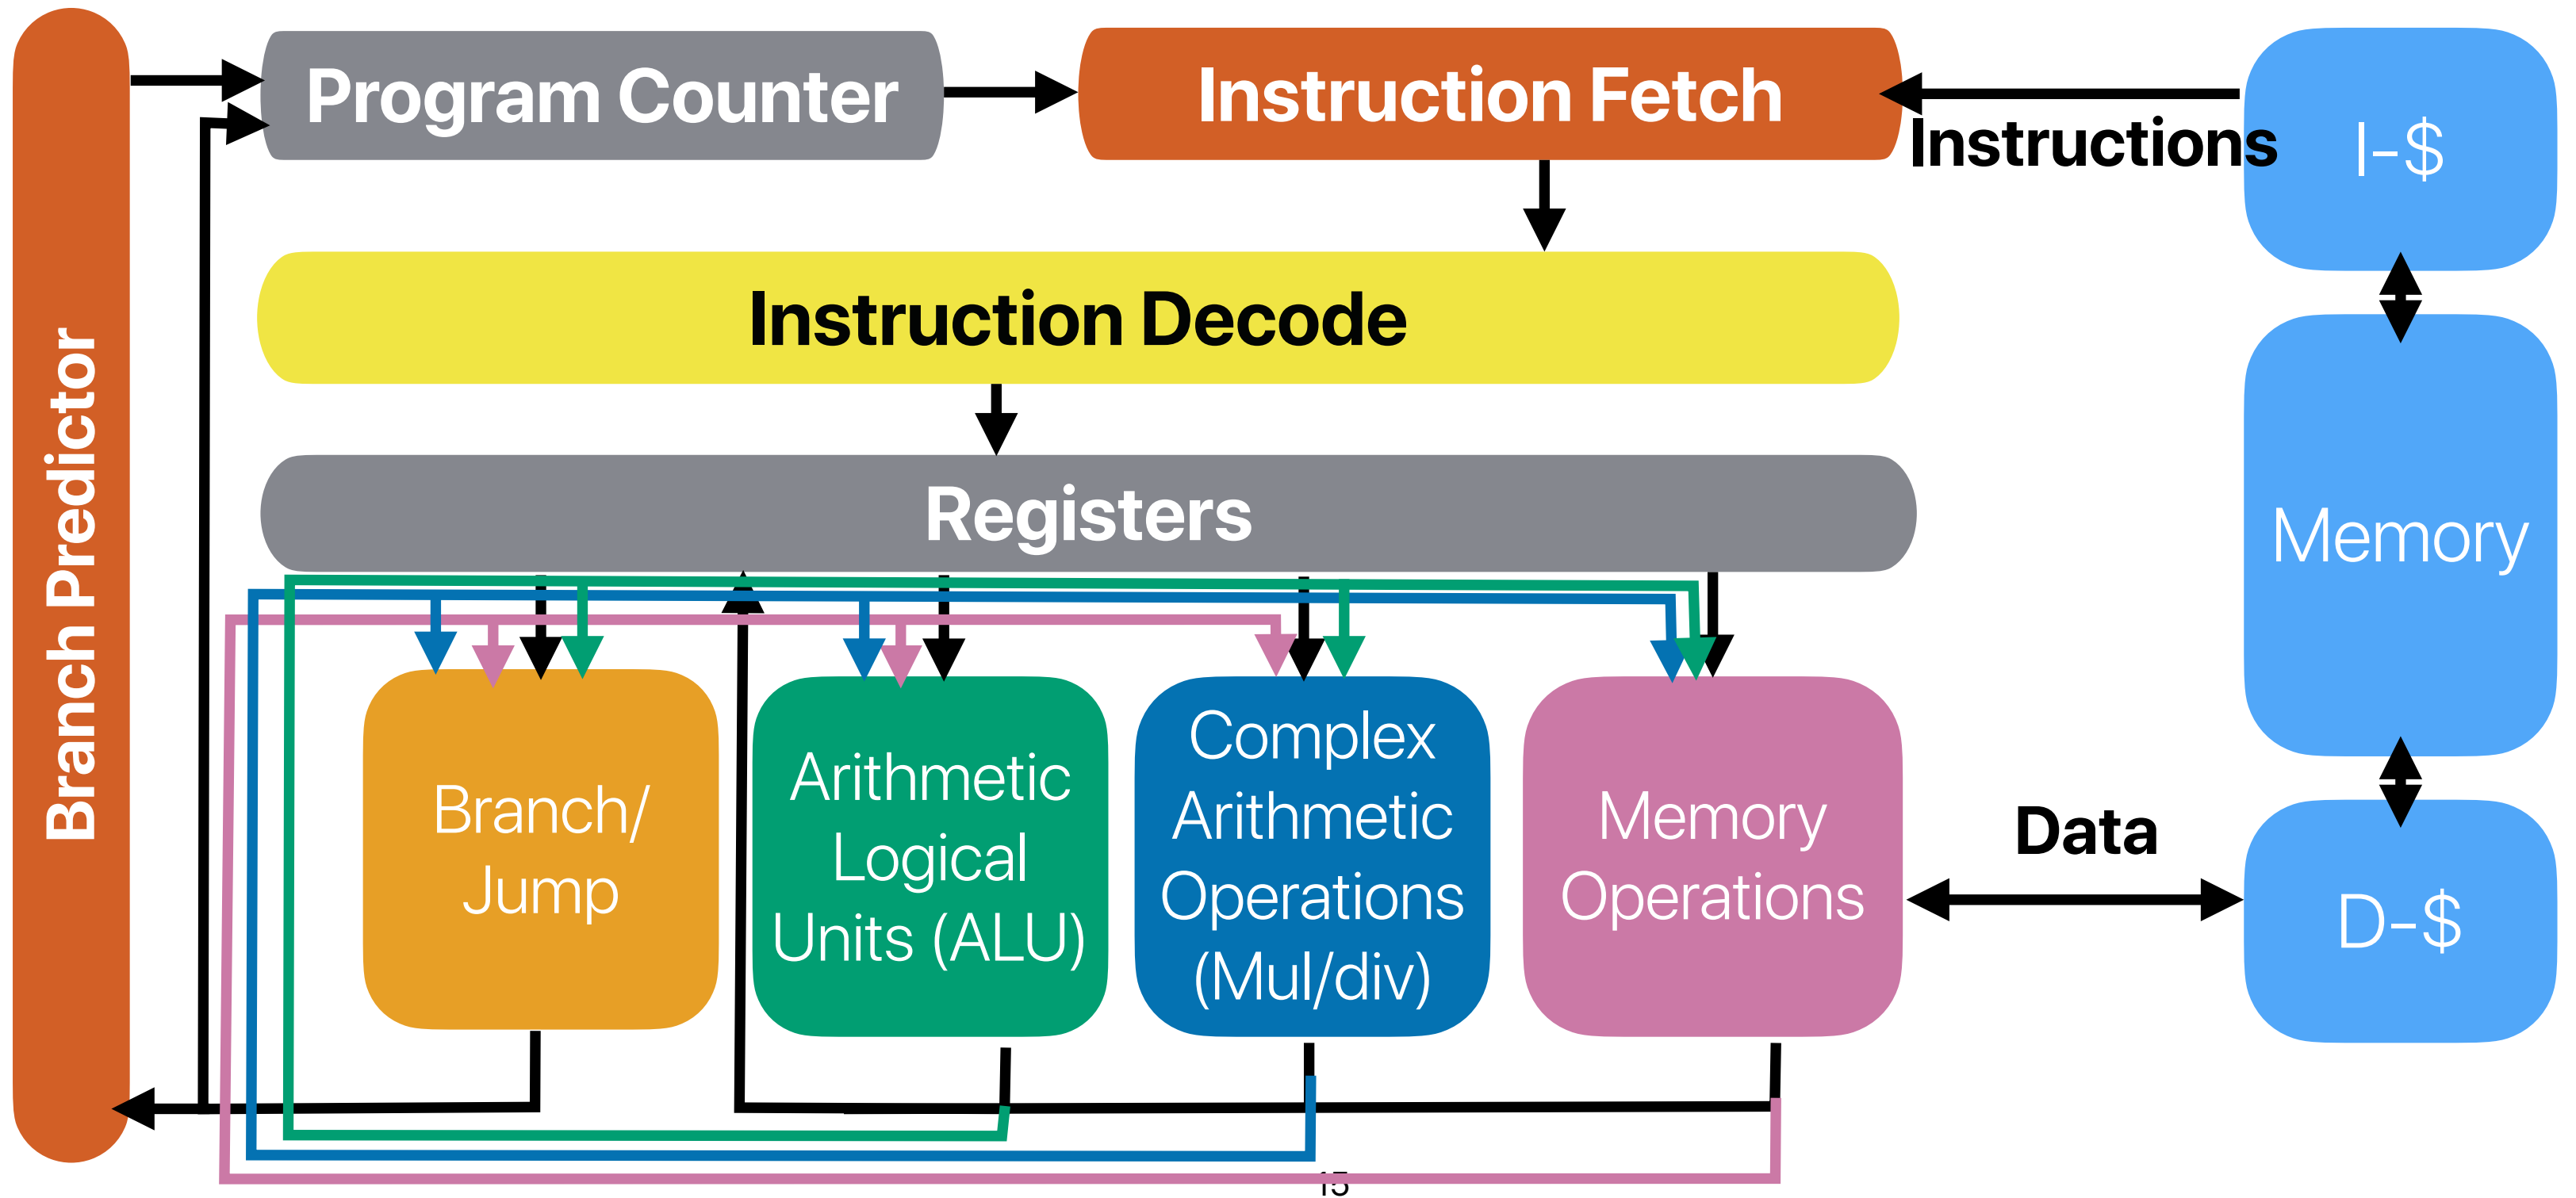 Branch Predictor
Program Counter
Instruction Fetch
Instructions
I-$
Instruction Decode
Registers
Memory
Branch/
Jump
Arithmetic
Logical
Units (ALU)
Complex
Arithmetic
Operations
(Mul/div)
Memory
Operations
Data
D-$
15